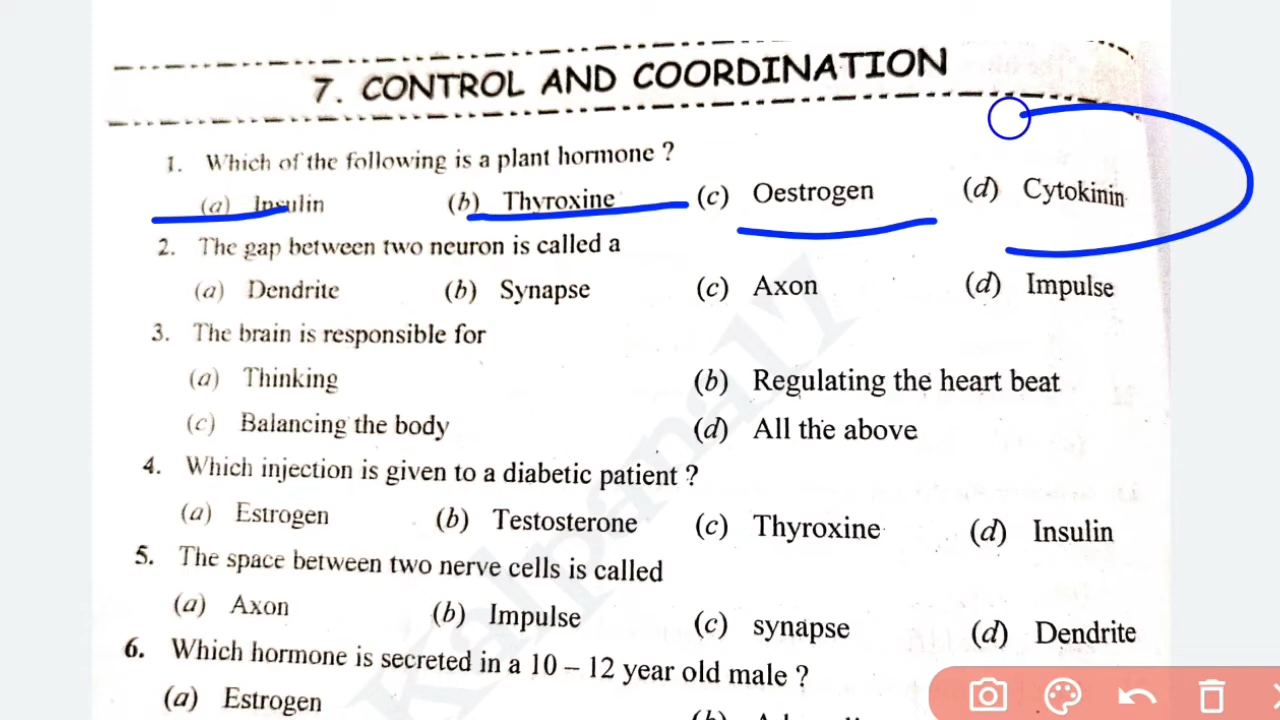 7. CONTROL AND COORDINATION
1. Which of the following is a plant hormone ?
(a) Insulin (b) Thyroxine (c) Oestrogen (d) Cytokinin
2. The gap between two neuron is called a
(a) Dendrite (b) Synapse (c) Axon (d) Impulse
3. The brain is responsible for
(a) Thinking (b) Regulating the heart beat
(c) Balancing the body (d) All the above
4. Which injection is given to a diabetic patient ?
(a) Estrogen (b) Testosterone (c) Thyroxine (d) Insulin
5. The space between two nerve cells is called
(a) Axon (b) Impulse (c) synapse (d) Dendrite
6. Which hormone is secreted in a 10 – 12 year old male ?
(a) Estrogen (b)
Kalpana17